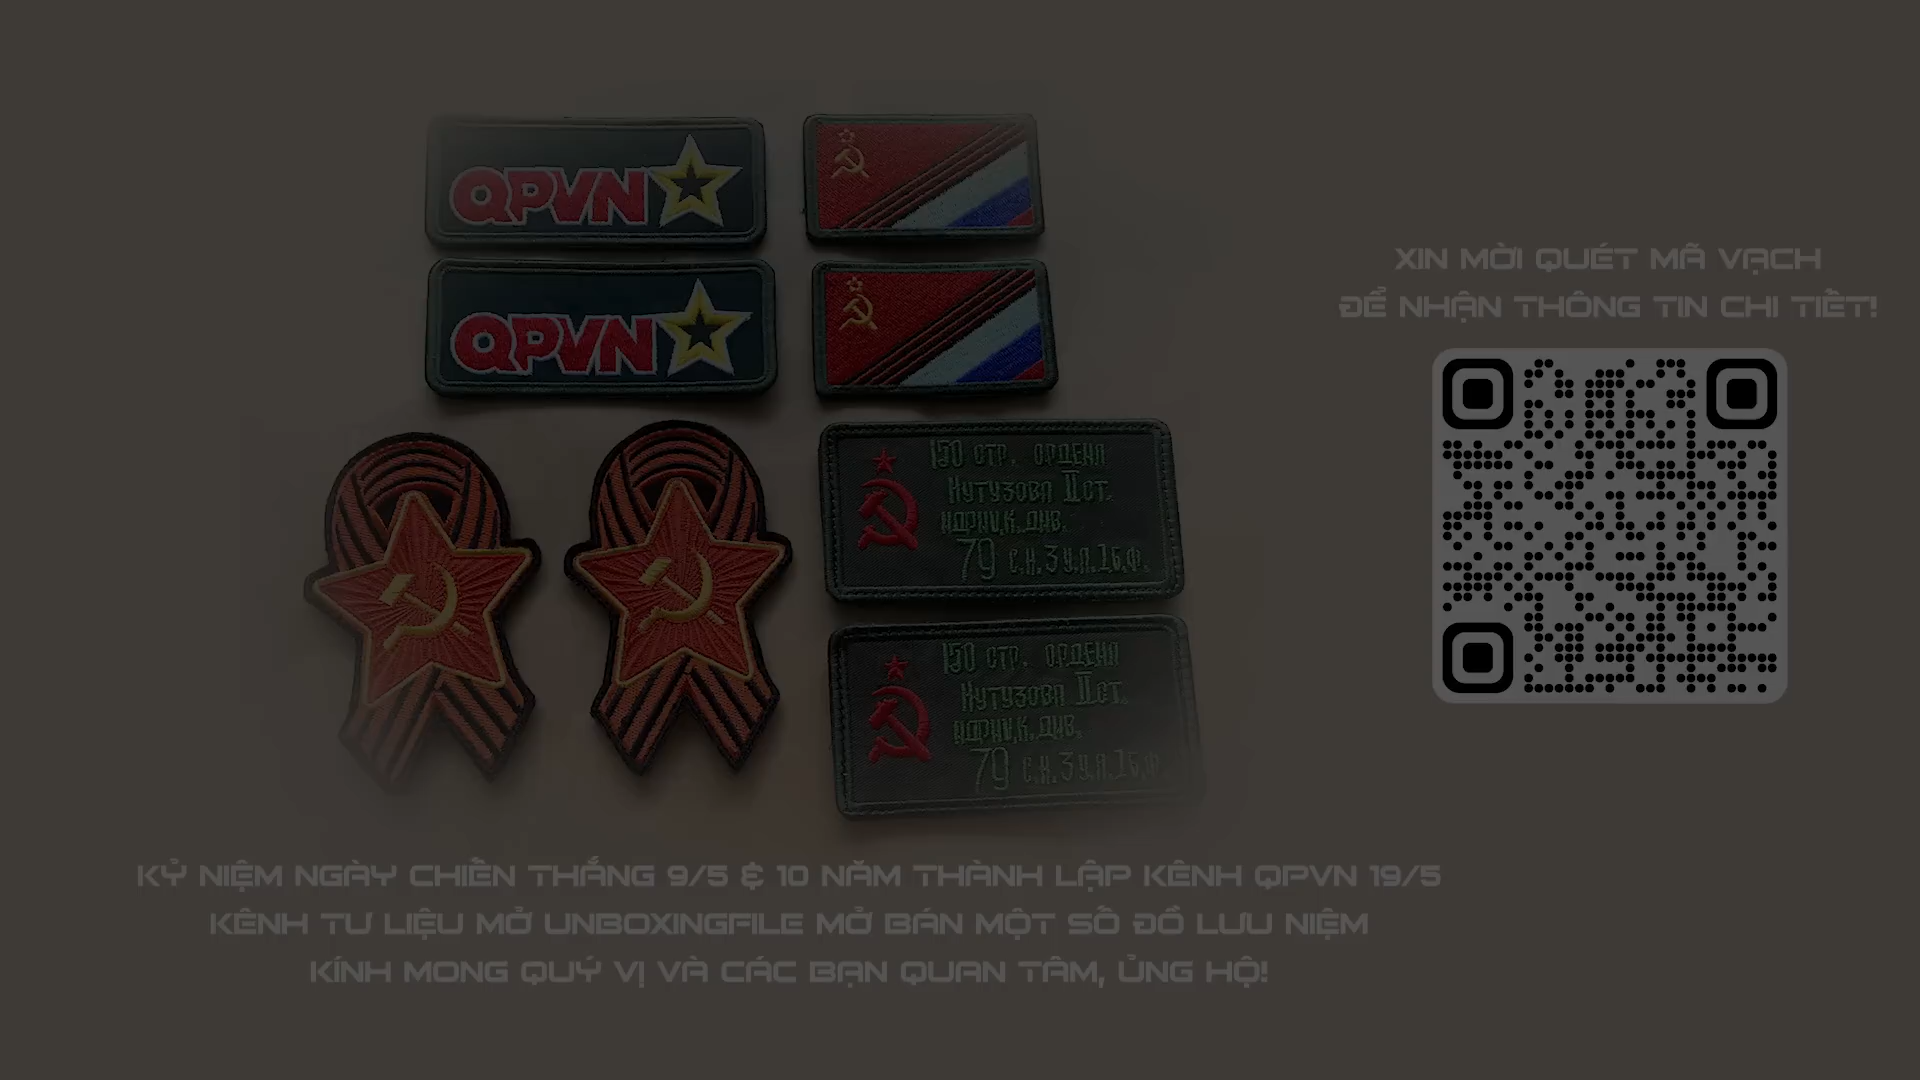 QPVN
QPVN
150 стр. ордена
Кутузова II ст.
идриц.к. див.
79 с.к. 3 у.п. 1 б.ф.
150 стр. ордена
Кутузова II ст.
идриц.к. див.
79 с.к. 3 у.п. 1 б.ф.
XIN MỜI QUÉT MÃ VẠCH
ĐỂ NHẬN THÔNG TIN CHI TIẾT!
KỶ NIỆM NGÀY CHIẾN THẮNG 9/5 & 10 NĂM THÀNH LẬP KÊNH QPVN 19/5
KÊNH TƯ LIỆU MỞ UNBOXINGFILE MỞ BÁN MỘT SỐ ĐỒ LƯU NIỆM
KÍNH MONG QUÝ VỊ VÀ CÁC BẠN QUAN TÂM, ỦNG HỘ!